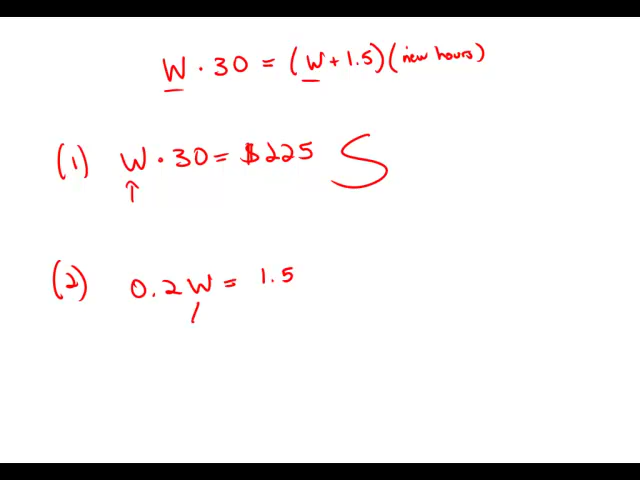 W · 30 = (W + 1.5)(new hours)
(1) W · 30 = $225 S
(2) 0.2W = 1.5